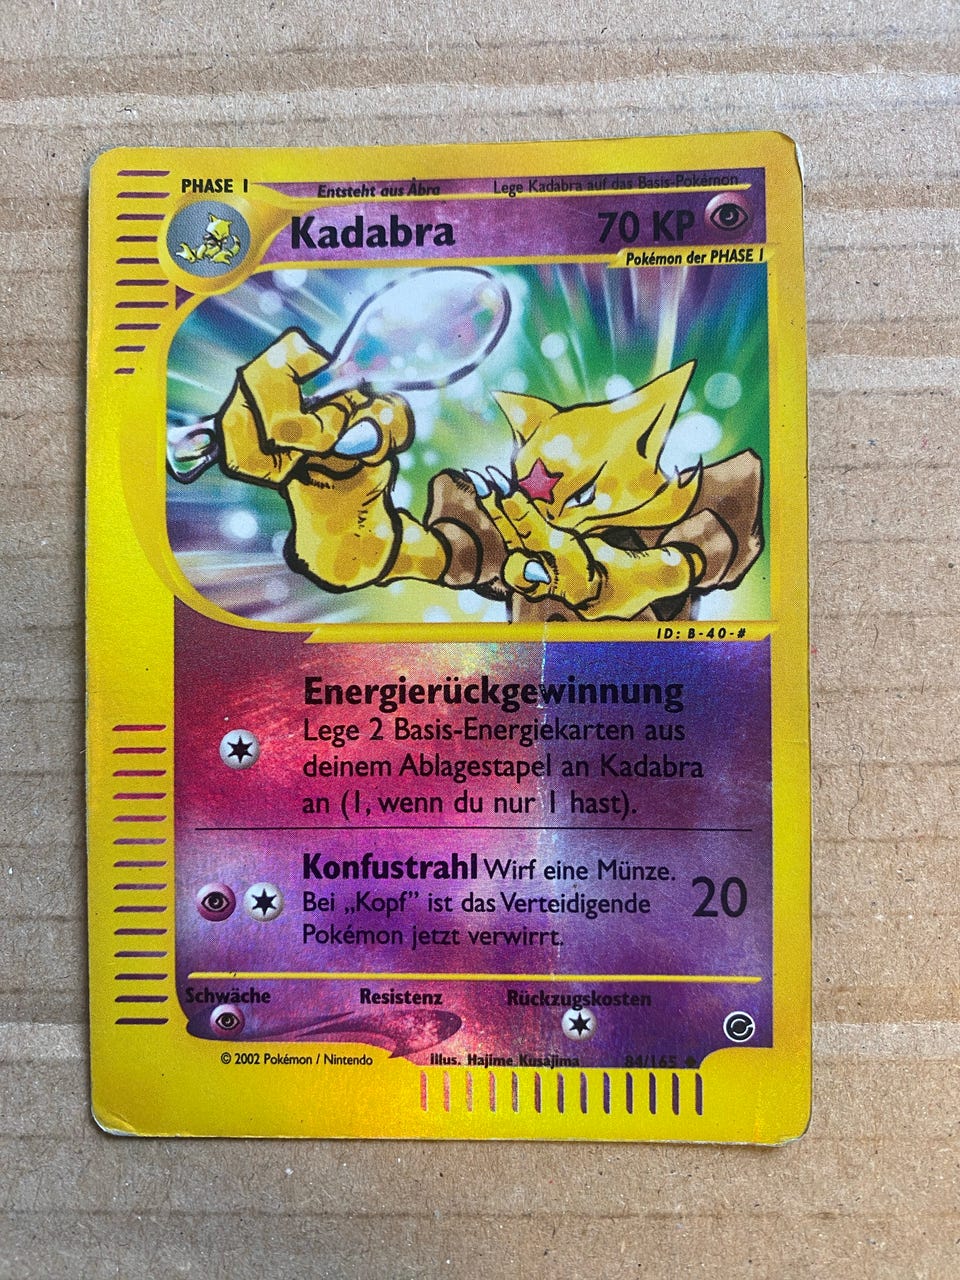 PHASE 1
Entsteht aus Abra
Lege Kadabra auf das Basis-Pokémon
Kadabra
70 KP
Pokémon der PHASE 1
ID: B-40-#
Energierückgewinnung
Lege 2 Basis-Energiekarten aus
deinem Ablagestapel an Kadabra
an (1, wenn du nur 1 hast).
Konfustrahl Wirf eine Münze.
Bei „Kopf” ist das Verteidigende
Pokémon jetzt verwirrt.
20
Schwäche
Resistenz
Rückzugskosten
© 2002 Pokémon / Nintendo
Illus. Hajime Kusajima
84/165